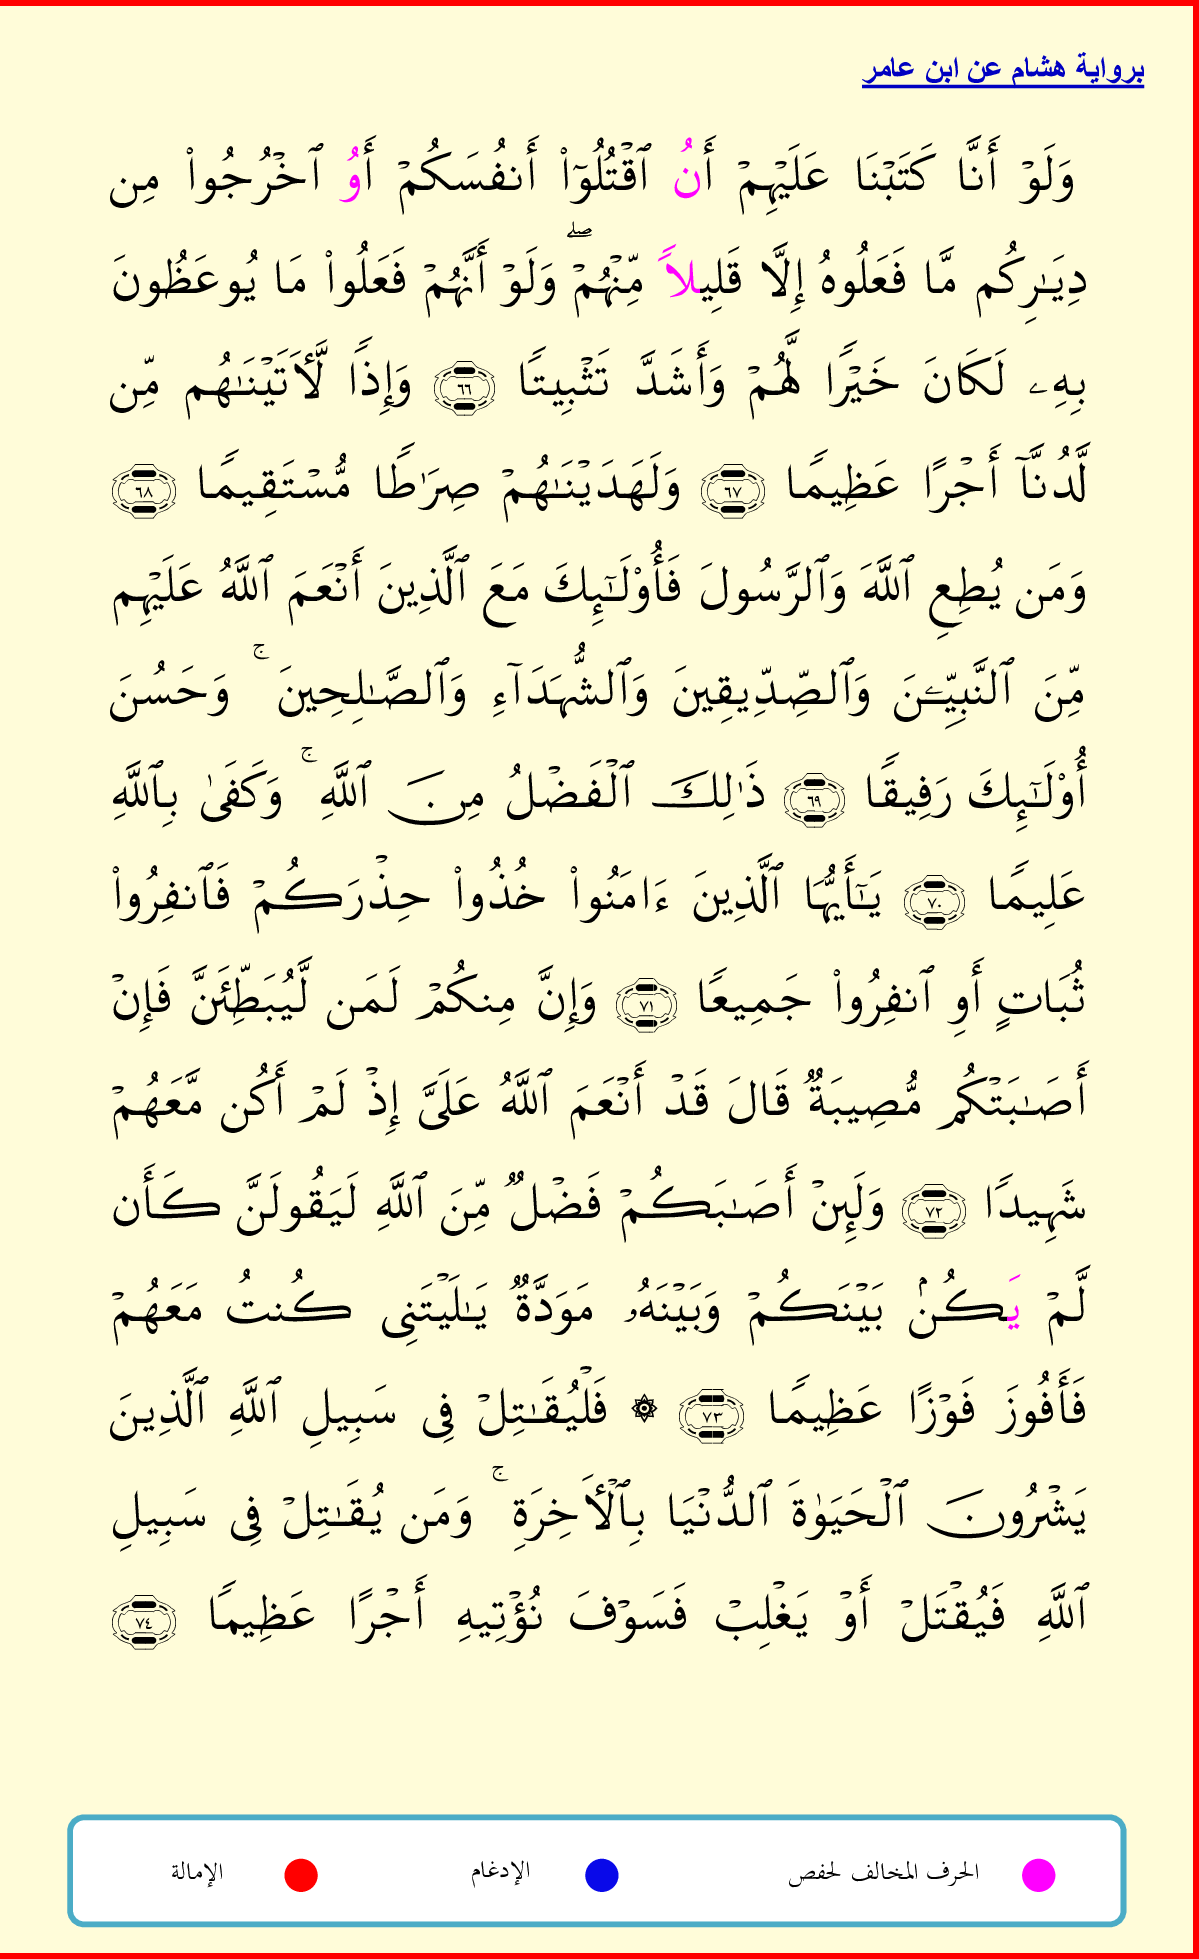 برواية هشام عن ابن عامر
وَلَوۡ أَنَّا كَتَبۡنَا عَلَيۡهِمۡ أَنُ ٱقۡتُلُوٓاْ أَنفُسَكُمۡ أَوُ ٱخۡرُجُواْ مِن
دِيَٰرِكُم مَّا فَعَلُوهُ إِلَّا قَلِيلاً مِّنۡهُمۡۖ وَلَوۡ أَنَّهُمۡ فَعَلُواْ مَا يُوعَظُونَ
بِهِۦ لَكَانَ خَيۡرًا لَّهُمۡ وَأَشَدَّ تَثۡبِيتًا ٦٦ وَإِذًا لَّأٓتَيۡنَٰهُم مِّن
لَّدُنَّآ أَجۡرًا عَظِيمًا ٦٧ وَلَهَدَيۡنَٰهُمۡ صِرَٰطًا مُّسۡتَقِيمًا ٦٨
وَمَن يُطِعِ ٱللَّهَ وَٱلرَّسُولَ فَأُوْلَٰٓئِكَ مَعَ ٱلَّذِينَ أَنۡعَمَ ٱللَّهُ عَلَيۡهِم
مِّنَ ٱلنَّبِيِّـۧنَ وَٱلصِّدِّيقِينَ وَٱلشُّهَدَآءِ وَٱلصَّٰلِحِينَۚ وَحَسُنَ
أُوْلَٰٓئِكَ رَفِيقًا ٦٩ ذَٰلِكَ ٱلۡفَضۡلُ مِنَ ٱللَّهِۚ وَكَفَىٰ بِٱللَّهِ
عَلِيمًا ٧٠ يَٰٓأَيُّهَا ٱلَّذِينَ ءَامَنُواْ خُذُواْ حِذۡرَكُمۡ فَٱنفِرُواْ
ثُبَاتٍ أَوِ ٱنفِرُواْ جَمِيعًا ٧١ وَإِنَّ مِنكُمۡ لَمَن لَّيُبَطِّئَنَّ فَإِنۡ
أَصَٰبَتۡكُم مُّصِيبَةٌ قَالَ قَدۡ أَنۡعَمَ ٱللَّهُ عَلَيَّ إِذۡ لَمۡ أَكُن مَّعَهُمۡ
شَهِيدًا ٧٢ وَلَئِنۡ أَصَٰبَكُمۡ فَضۡلٌ مِّنَ ٱللَّهِ لَيَقُولَنَّ كَأَن
لَّمۡ يَكُنۢ بَيۡنَكُمۡ وَبَيۡنَهُۥ مَوَدَّةٌ يَٰلَيۡتَنِي كُنتُ مَعَهُمۡ
فَأَفُوزَ فَوۡزًا عَظِيمًا ٧٣ ۞ فَلۡيُقَٰتِلۡ فِي سَبِيلِ ٱللَّهِ ٱلَّذِينَ
يَشۡرُونَ ٱلۡحَيَوٰةَ ٱلدُّنۡيَا بِٱلۡأَخِرَةِۚ وَمَن يُقَٰتِلۡ فِي سَبِيلِ
ٱللَّهِ فَيُقۡتَلۡ أَوۡ يَغۡلِبۡ فَسَوۡفَ نُؤۡتِيهِ أَجۡرًا عَظِيمًا ٧٤
الحرف المخالف لحفص الإدغام الإمالة